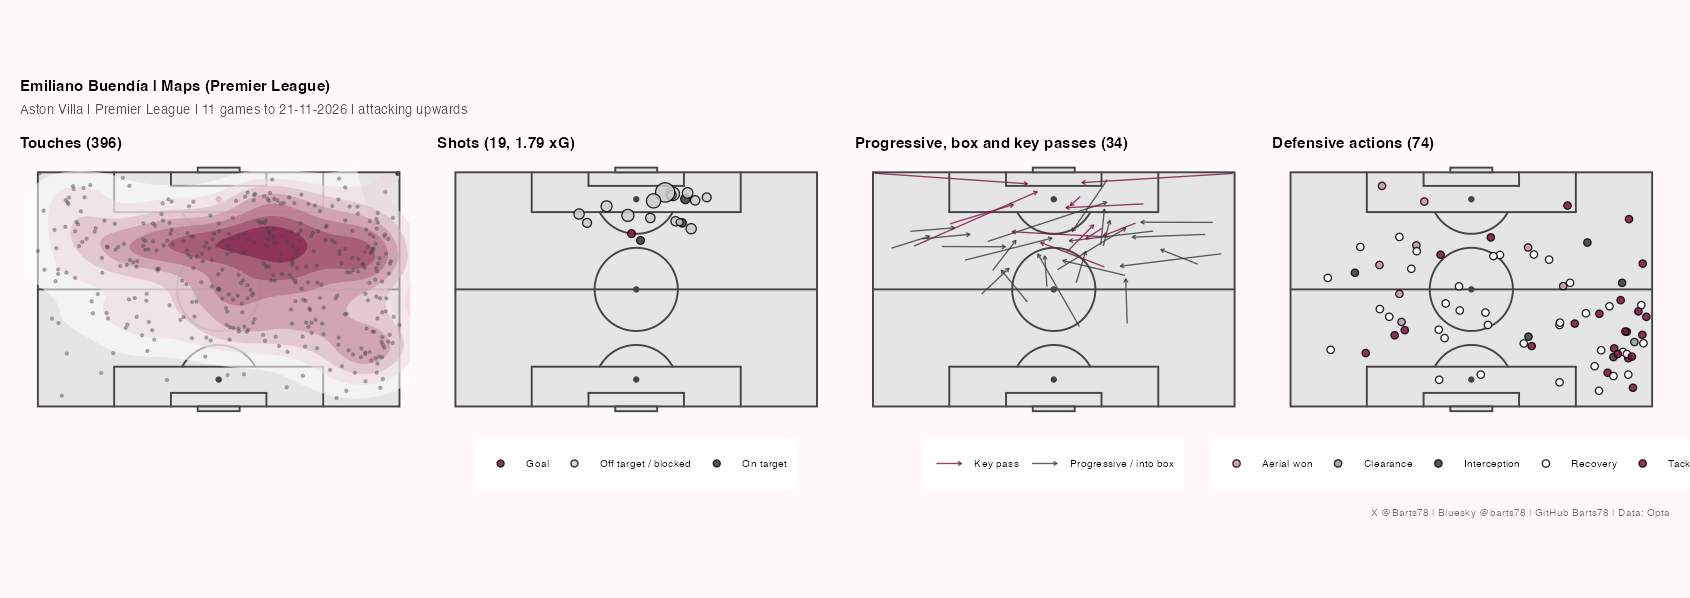 Emiliano Buendía | Maps (Premier League)
Aston Villa | Premier League | 11 games to 21-11-2026 | attacking upwards
Touches (396)
Shots (19, 1.79 xG)
Progressive, box and key passes (34)
Defensive actions (74)
Goal
Off target / blocked
On target
Key pass
Progressive / into box
Aerial won
Clearance
Interception
Recovery
Tack
X @Barts78 | Bluesky @barts78 | GitHub Barts78 | Data: Opta